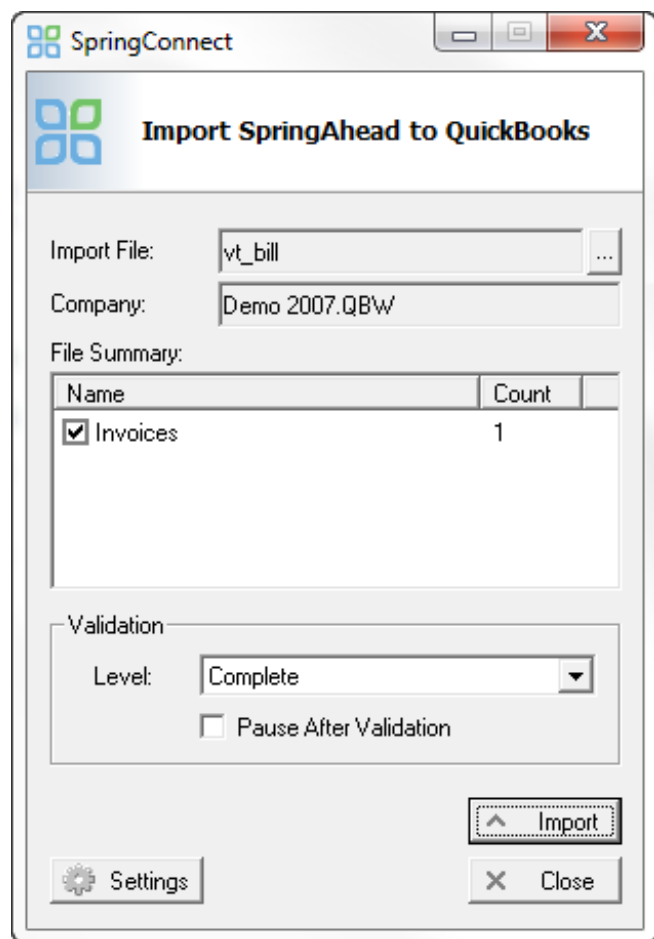 SpringConnect
Import SpringAhead to QuickBooks
Import File: vt_bill ...
Company: Demo 2007.QBW
File Summary:
Name Count
Invoices 1
Validation
Level: Complete
Pause After Validation
Import
Settings Close